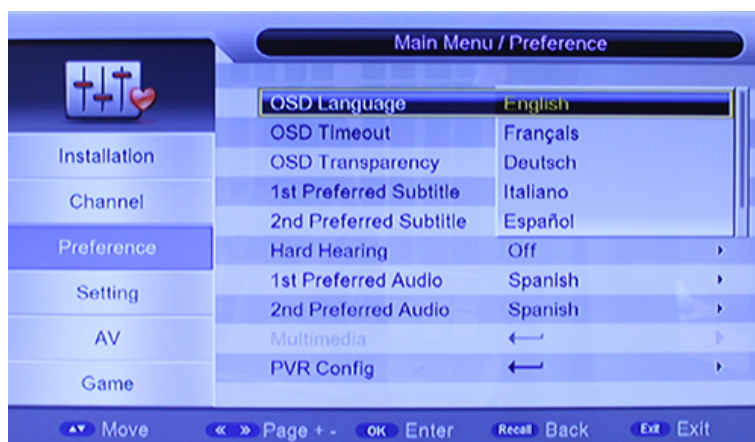 Main Menu / Preference
Installation
Channel
Preference
Setting
AV
Game
OSD Language English
OSD Timeout Français
OSD Transparency Deutsch
1st Preferred Subtitle Italiano
2nd Preferred Subtitle Español
Hard Hearing Off
1st Preferred Audio Spanish
2nd Preferred Audio Spanish
Multimedia
PVR Config
Move « » Page + - OK Enter Recall Back Exit Exit